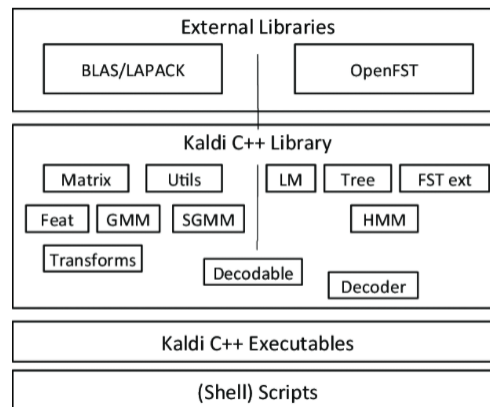 External Libraries
BLAS/LAPACK
OpenFST
Kaldi C++ Library
Matrix
Utils
LM
Tree
FST ext
Feat
GMM
SGMM
HMM
Transforms
Decodable
Decoder
Kaldi C++ Executables
(Shell) Scripts